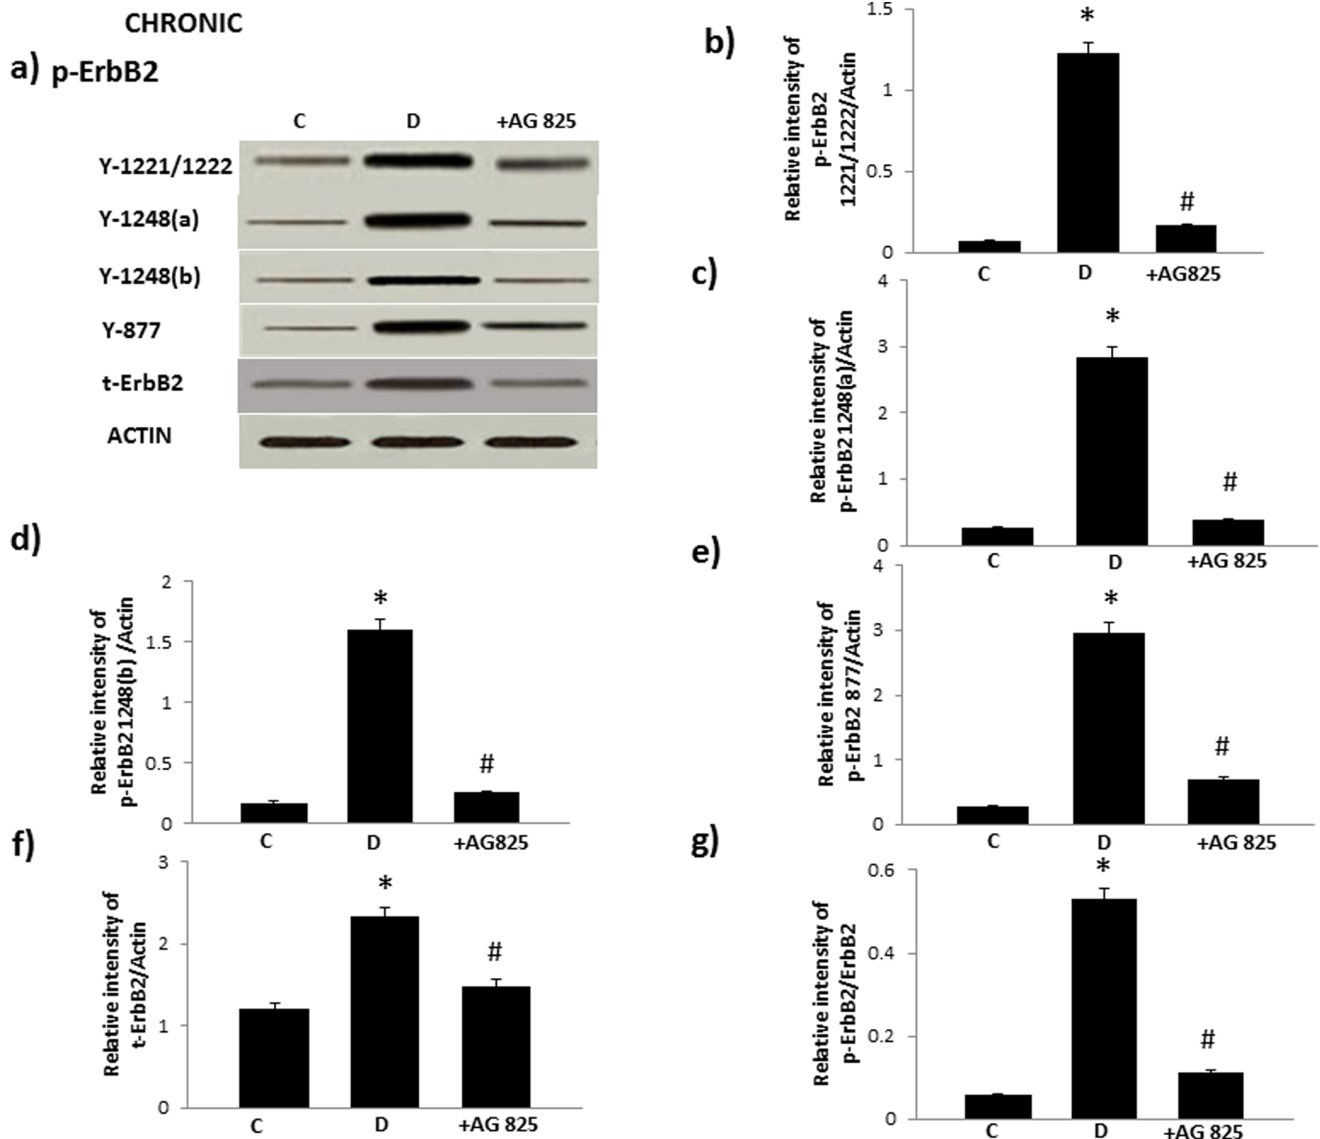 CHRONIC
a) p-ErbB2
C D +AG 825
Y-1221/1222
Y-1248(a)
Y-1248(b)
Y-877
t-ErbB2
ACTIN
b)
Relative intensity of
p-ErbB2
1221/1222/Actin
1.5
1
0.5
0
*
#
C D +AG825
c)
Relative intensity of
p-ErbB2 1248(a)/Actin
4
3
2
1
0
*
#
C D +AG 825
d)
Relative intensity of
p-ErbB2 1248(b) /Actin
2
1.5
1
0.5
0
*
#
C D +AG825
e)
Relative intensity of
p-ErbB2 877/Actin
4
3
2
1
0
*
#
C D +AG 825
f)
Relative intensity of
t-ErbB2/Actin
3
2
1
0
*
#
C D +AG 825
g)
Relative intensity of
p-ErbB2/ErbB2
0.6
0.4
0.2
0
*
#
C D +AG 825